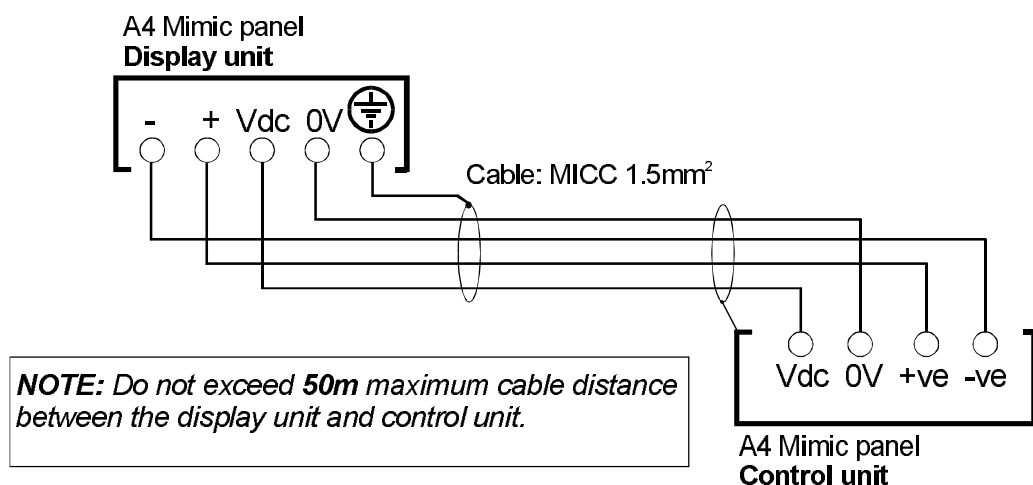 A4 Mimic panel
Display unit
- + Vdc 0V
Cable: MICC 1.5mm²
Vdc 0V +ve -ve
NOTE: Do not exceed 50m maximum cable distance
between the display unit and control unit.
A4 Mimic panel
Control unit